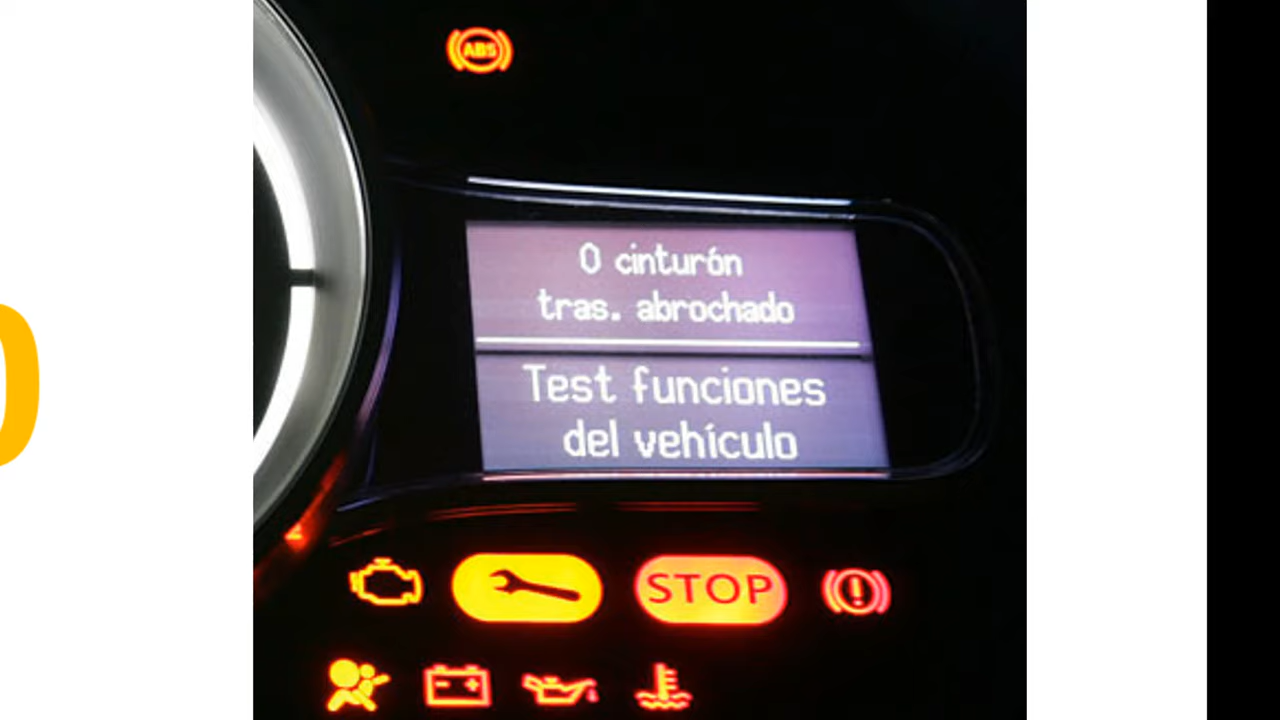 ABS
0 cinturón
tras. abrochado
Test funciones
del vehículo
STOP